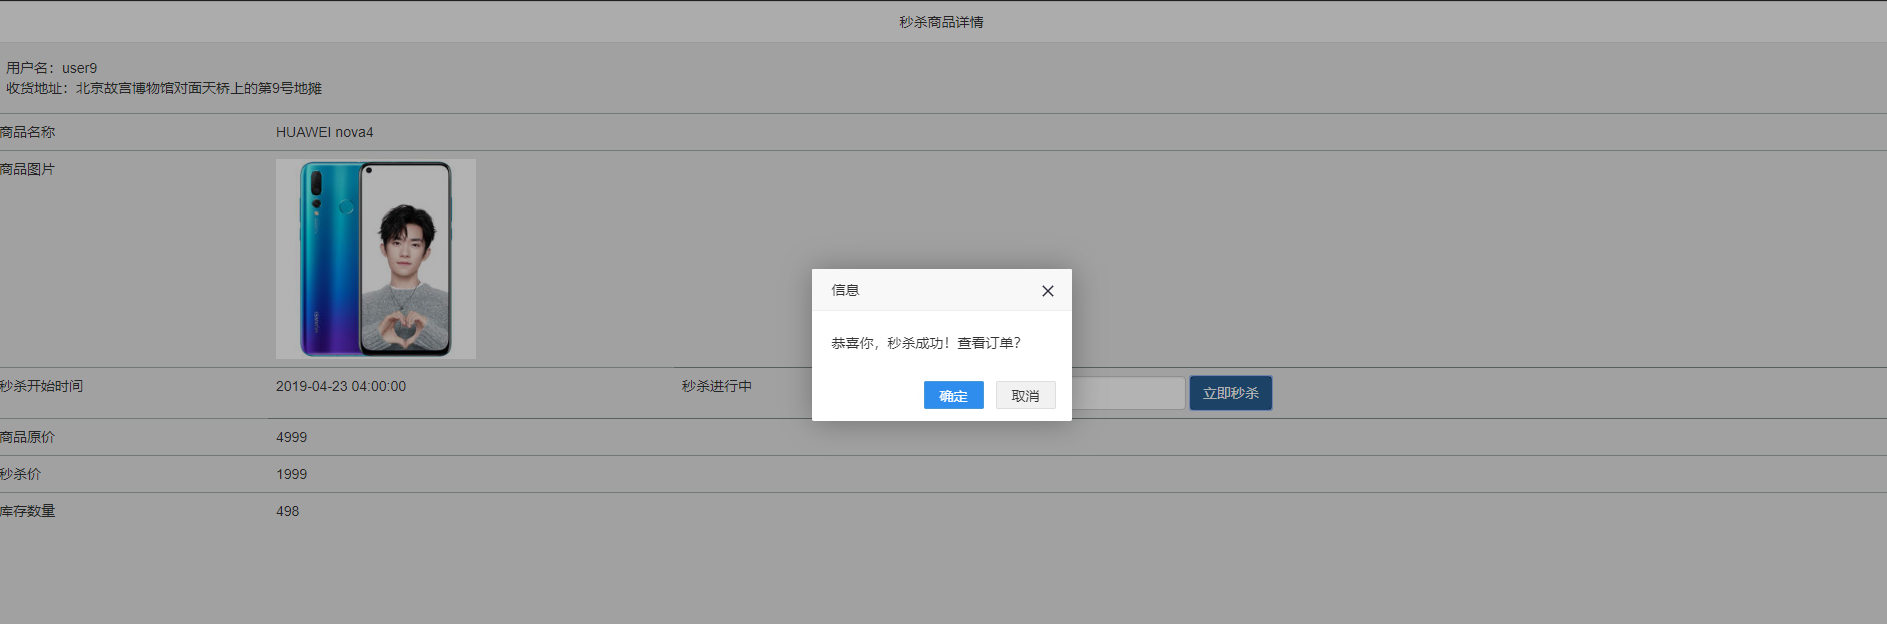 秒杀商品详情
用户名：user9
收货地址：北京故宫博物馆对面天桥上的第9号地摊
商品名称 HUAWEI nova4
商品图片
HUAWEI
信息
恭喜你，秒杀成功！查看订单？
确定 取消
秒杀开始时间 2019-04-23 04:00:00 秒杀进行中 立即秒杀
商品原价 4999
秒杀价 1999
库存数量 498